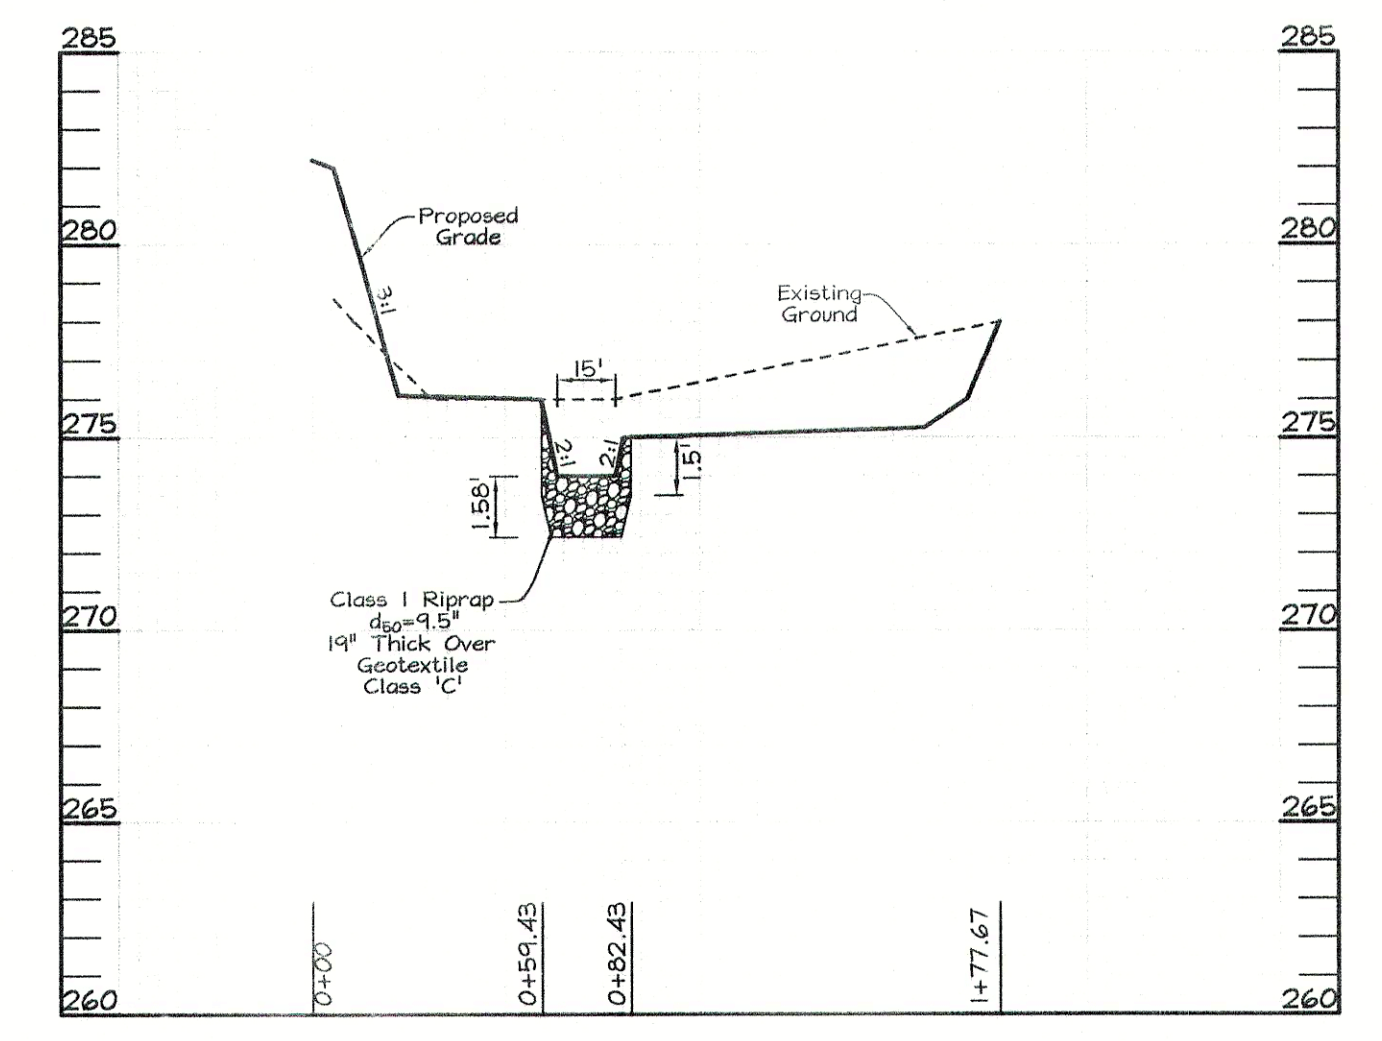 285
285
280
280
275
275
270
270
265
265
260
260
Proposed
Grade
3:1
Existing
Ground
15'
2:1
2:1
1.5'
1.58'
Class 1 Riprap
d50=9.5"
19" Thick Over
Geotextile
Class 'C'
0+00
0+59.43
0+82.43
1+77.67